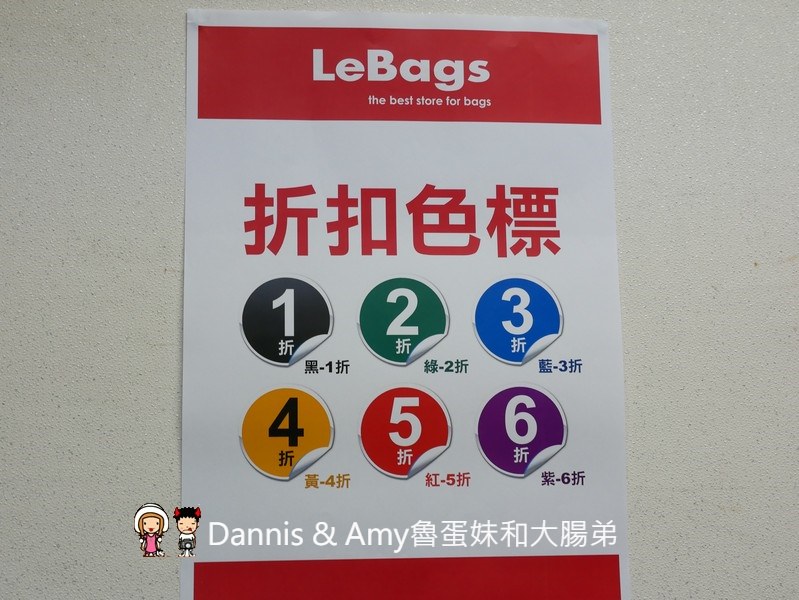 LeBags
the best store for bags
折扣色標
1折 2折 3折
黑-1折 綠-2折 藍-3折
4折 5折 6折
黃-4折 紅-5折 紫-6折
Dannis & Amy魯蛋妹和大腸弟